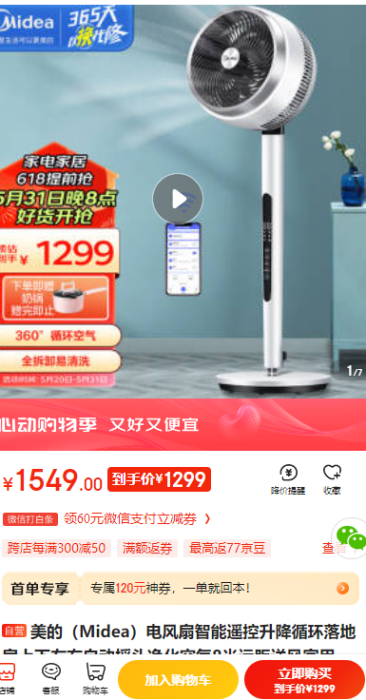 Midea
365天
只换不修
家电家居
618提前抢
5月31日晚8点
好货开抢
预估
到手 ¥1299
下单即赠
奶锅
赠完即止
360°循环空气
全拆卸易清洗
活动时间:5月20日-5月31日
1/7
心动购物季 又好又便宜
¥1549.00 到手价¥1299
降价提醒
收藏
微信打白条 领60元微信支付立减券 >
跨店每满300减50 满额返券 最高返77京豆 查看
首单专享 专属120元神券,一单就回本!
自营 美的(Midea)电风扇智能遥控升降循环落地
店铺
客服
购物车
加入购物车
立即购买
到手价¥1299